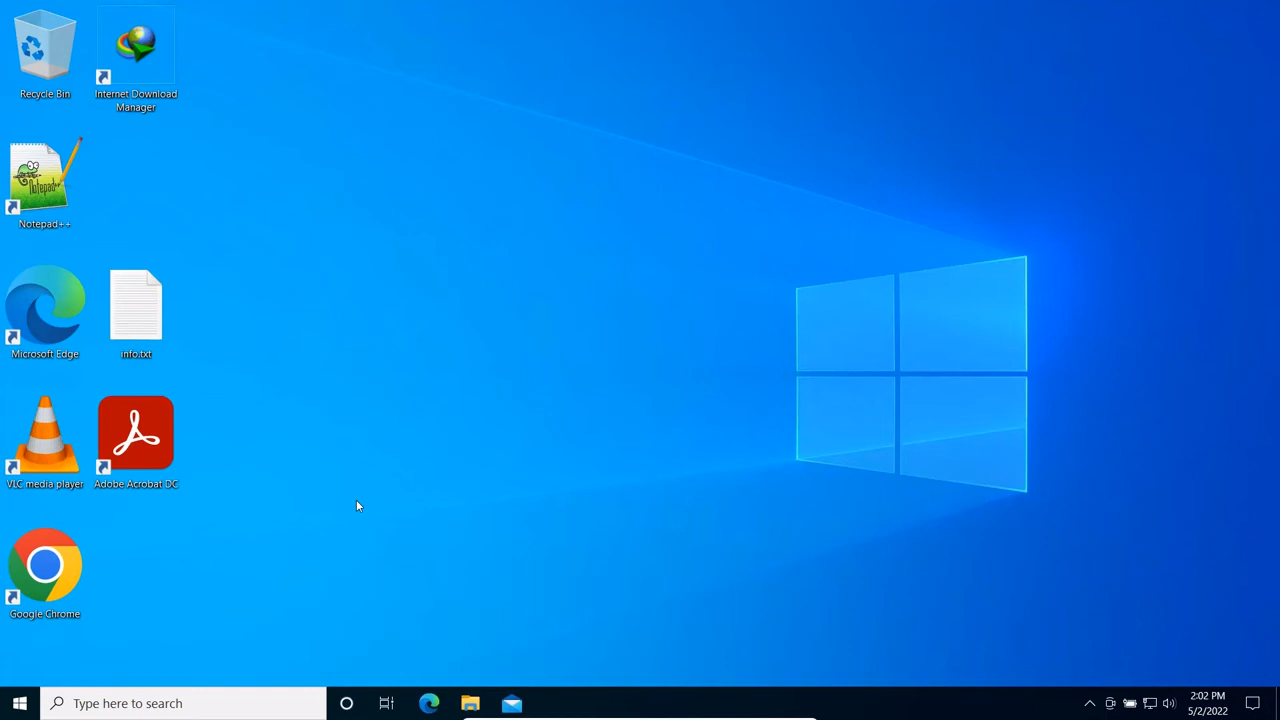 Recycle Bin
Internet Download
Manager
Notepad++
Microsoft Edge
info.txt
VLC media player
Adobe Acrobat DC
Google Chrome
Type here to search
2:02 PM
5/2/2022